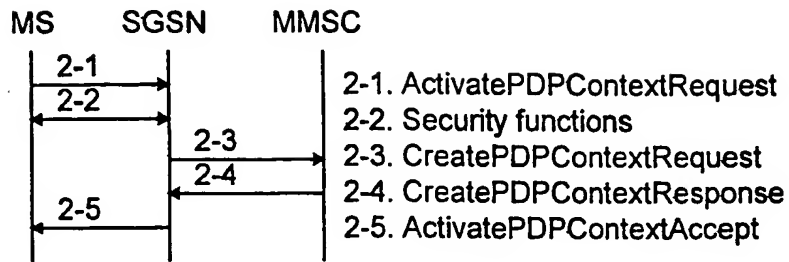 MS SGSN MMSC
2-1
2-2
2-3
2-4
2-5
2-1. ActivatePDPContextRequest
2-2. Security functions
2-3. CreatePDPContextRequest
2-4. CreatePDPContextResponse
2-5. ActivatePDPContextAccept